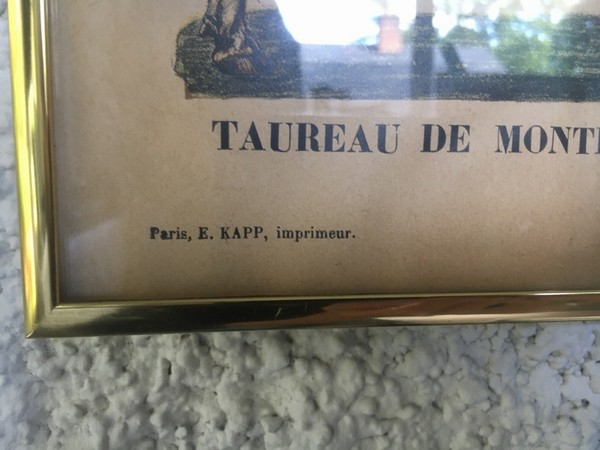 TAUREAU DE MONT
Paris, E. KAPP, imprimeur.